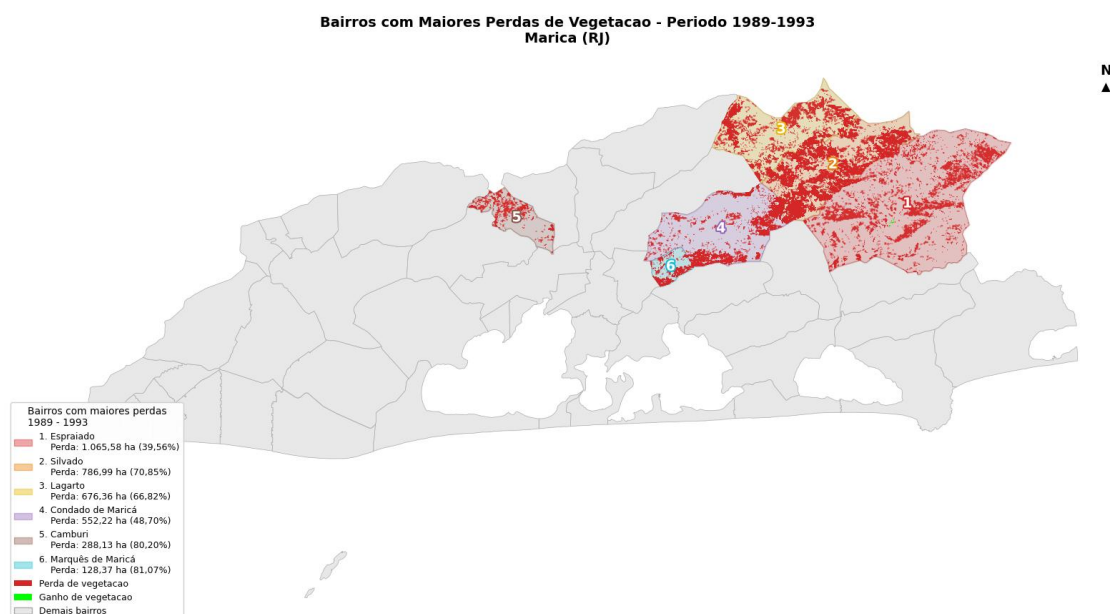 Bairros com Maiores Perdas de Vegetacao - Periodo 1989-1993
Marica (RJ)
N
▲
3
2
1
5
4
6
Bairros com maiores perdas
1989 - 1993
1. Espraiado
Perda: 1.065,58 ha (39,56%)
2. Silvado
Perda: 786,99 ha (70,85%)
3. Lagarto
Perda: 676,36 ha (66,82%)
4. Condado de Maricá
Perda: 552,22 ha (48,70%)
5. Camburi
Perda: 288,13 ha (80,20%)
6. Marquês de Maricá
Perda: 128,37 ha (81,07%)
Perda de vegetacao
Ganho de vegetacao
Demais bairros